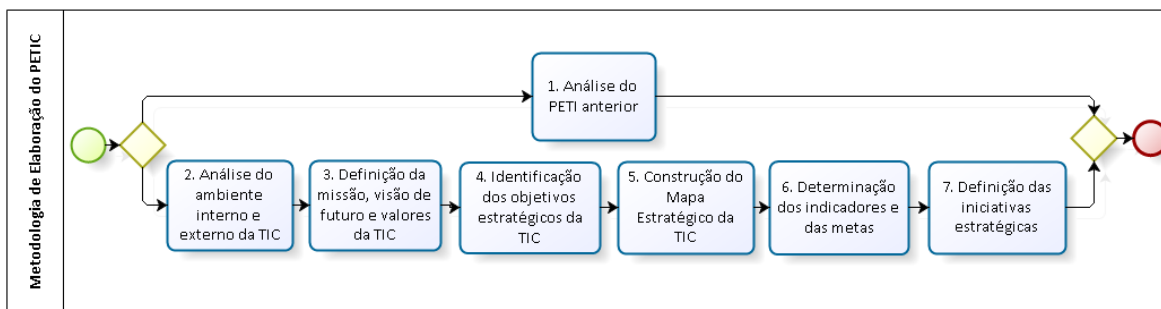 Metodologia de Elaboração do PETIC
1. Análise do
PETI anterior
2. Análise do
ambiente
interno e
externo da TIC
3. Definição da
missão, visão de
futuro e valores
da TIC
4. Identificação
dos objetivos
estratégicos da
TIC
5. Construção do
Mapa
Estratégico da
TIC
6. Determinação
dos indicadores e
das metas
7. Definição das
iniciativas
estratégicas